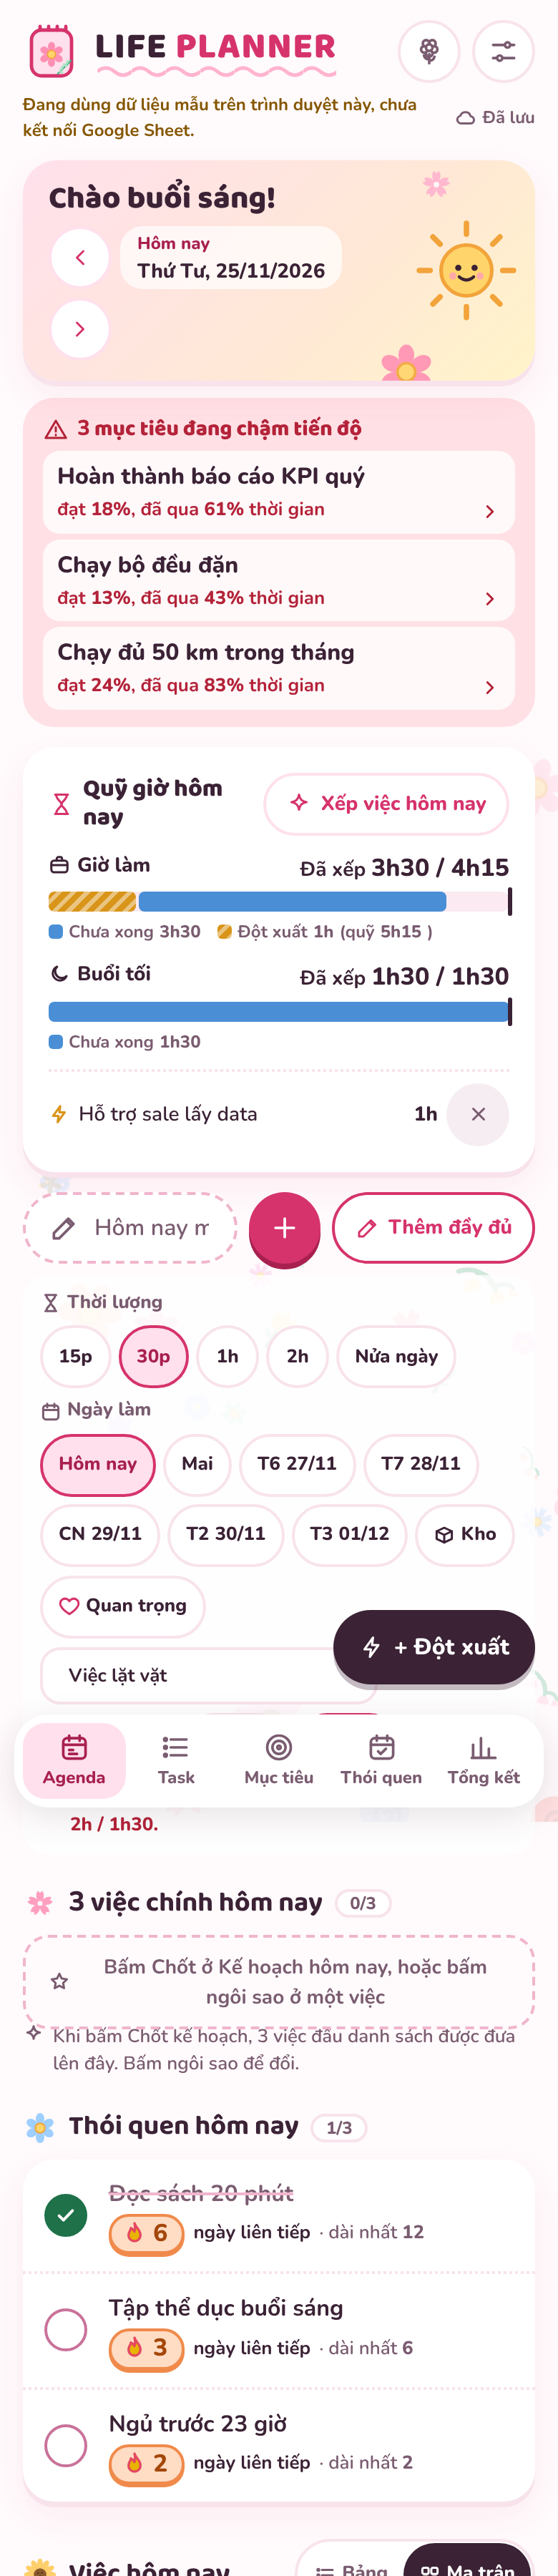 LIFE PLANNER
Đang dùng dữ liệu mẫu trên trình duyệt này, chưa
kết nối Google Sheet.
Đã lưu
Chào buổi sáng!
Hôm nay
Thứ Tư, 25/11/2026
3 mục tiêu đang chậm tiến độ
Hoàn thành báo cáo KPI quý
đạt 18%, đã qua 61% thời gian
Chạy bộ đều đặn
đạt 13%, đã qua 43% thời gian
Chạy đủ 50 km trong tháng
đạt 24%, đã qua 83% thời gian
Quỹ giờ hôm
nay
Xếp việc hôm nay
Giờ làm
Đã xếp 3h30 / 4h15
Chưa xong 3h30
Đột xuất 1h (quỹ 5h15 )
Buổi tối
Đã xếp 1h30 / 1h30
Chưa xong 1h30
Hỗ trợ sale lấy data
1h
Hôm nay
Thêm đầy đủ
Thời lượng
15p
30p
1h
2h
Nửa ngày
Ngày làm
Hôm nay
Mai
T6 27/11
T7 28/11
CN 29/11
T2 30/11
T3 01/12
Kho
Quan trọng
+ Đột xuất
Việc lặt vặt
Agenda
Task
Mục tiêu
Thói quen
Tổng kết
2h / 1h30.
3 việc chính hôm nay
0/3
Bấm Chốt ở Kế hoạch hôm nay, hoặc bấm
ngôi sao ở một việc
Khi bấm Chốt kế hoạch, 3 việc đầu danh sách được đưa
lên đây. Bấm ngôi sao để đổi.
Thói quen hôm nay
1/3
Đọc sách 20 phút
6 ngày liên tiếp · dài nhất 12
Tập thể dục buổi sáng
3 ngày liên tiếp · dài nhất 6
Ngủ trước 23 giờ
2 ngày liên tiếp · dài nhất 2
Việc hôm nay
Bảng
Ma trận